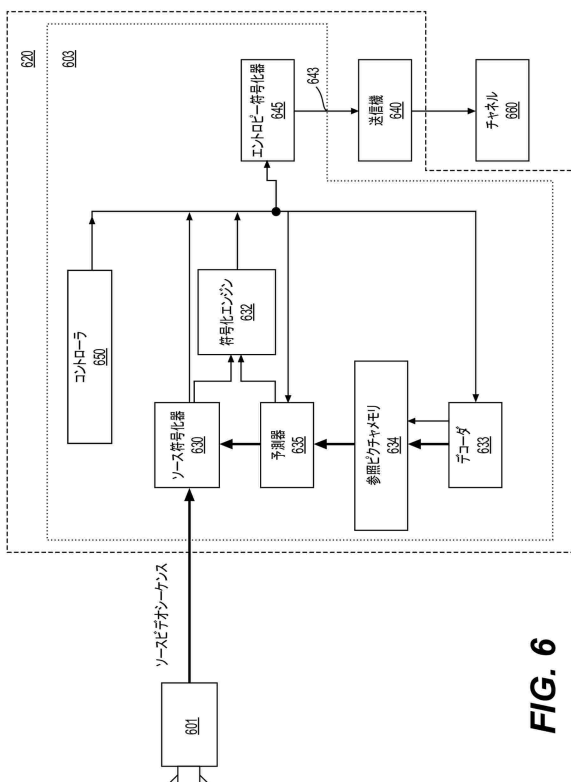 620
603
コントローラ
650
ソース符号化器
630
符号化エンジン
632
エントロピー符号化器
645
643
送信機
640
チャネル
660
予測器
635
参照ピクチャメモリ
634
デコーダ
633
ソースビデオシーケンス
601
FIG. 6